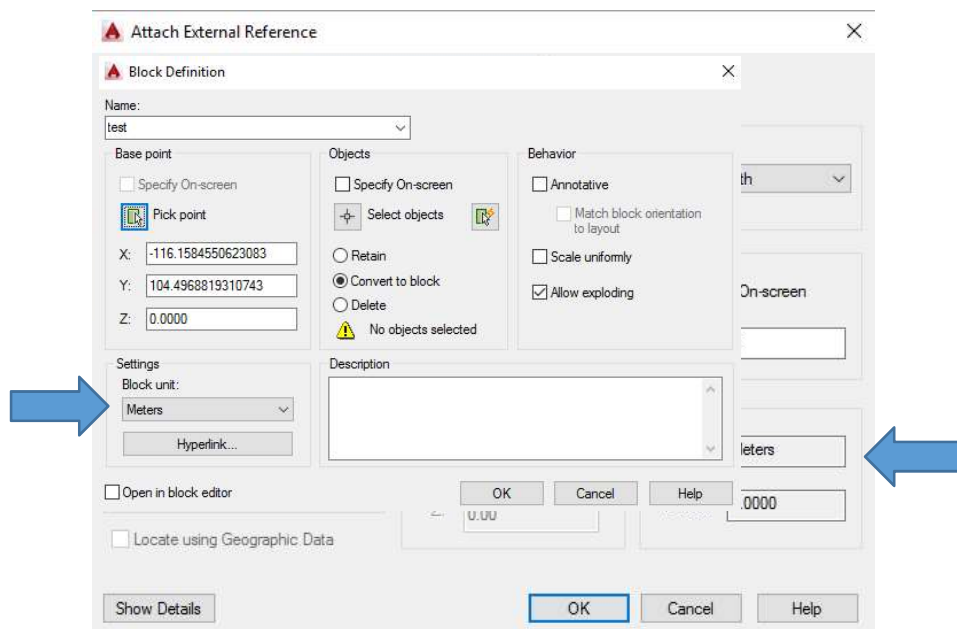 Attach External Reference
Block Definition
Name:
test
Base point
Specify On-screen
Pick point
X: -116.1584550623083
Y: 104.4968819310743
Z: 0.0000
Objects
Specify On-screen
Select objects
Retain
Convert to block
Delete
No objects selected
Behavior
Annotative
Match block orientation
to layout
Scale uniformly
Allow exploding
th
On-screen
Settings
Block unit:
Meters
Hyperlink...
Description
leters
.0000
Open in block editor
OK Cancel Help
Z: 0.00
Locate using Geographic Data
Show Details
OK Cancel Help